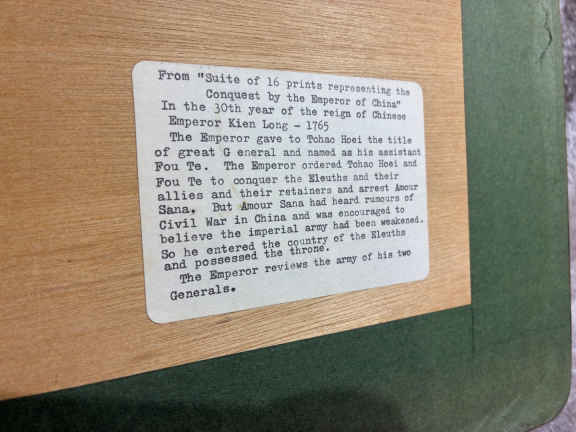 From "Suite of 16 prints representing the
Conquest by the Emperor of China"
In the 30th year of the reign of Chinese
Emperor Kien Long - 1765
The Emperor gave to Tohao Hoei the title
of great G eneral and named as his assistant
Fou Te. The Emperor ordered Tohao Hoei and
Fou Te to conquer the Eleuths and their
allies and their retainers and arrest Amour
Sana. But Amour Sana had heard rumours of
Civil War in China and was encouraged to
believe the imperial army had been weakened.
So he entered the country of the Eleuths
and possessed the throne.
The Emperor reviews the army of his two
Generals.